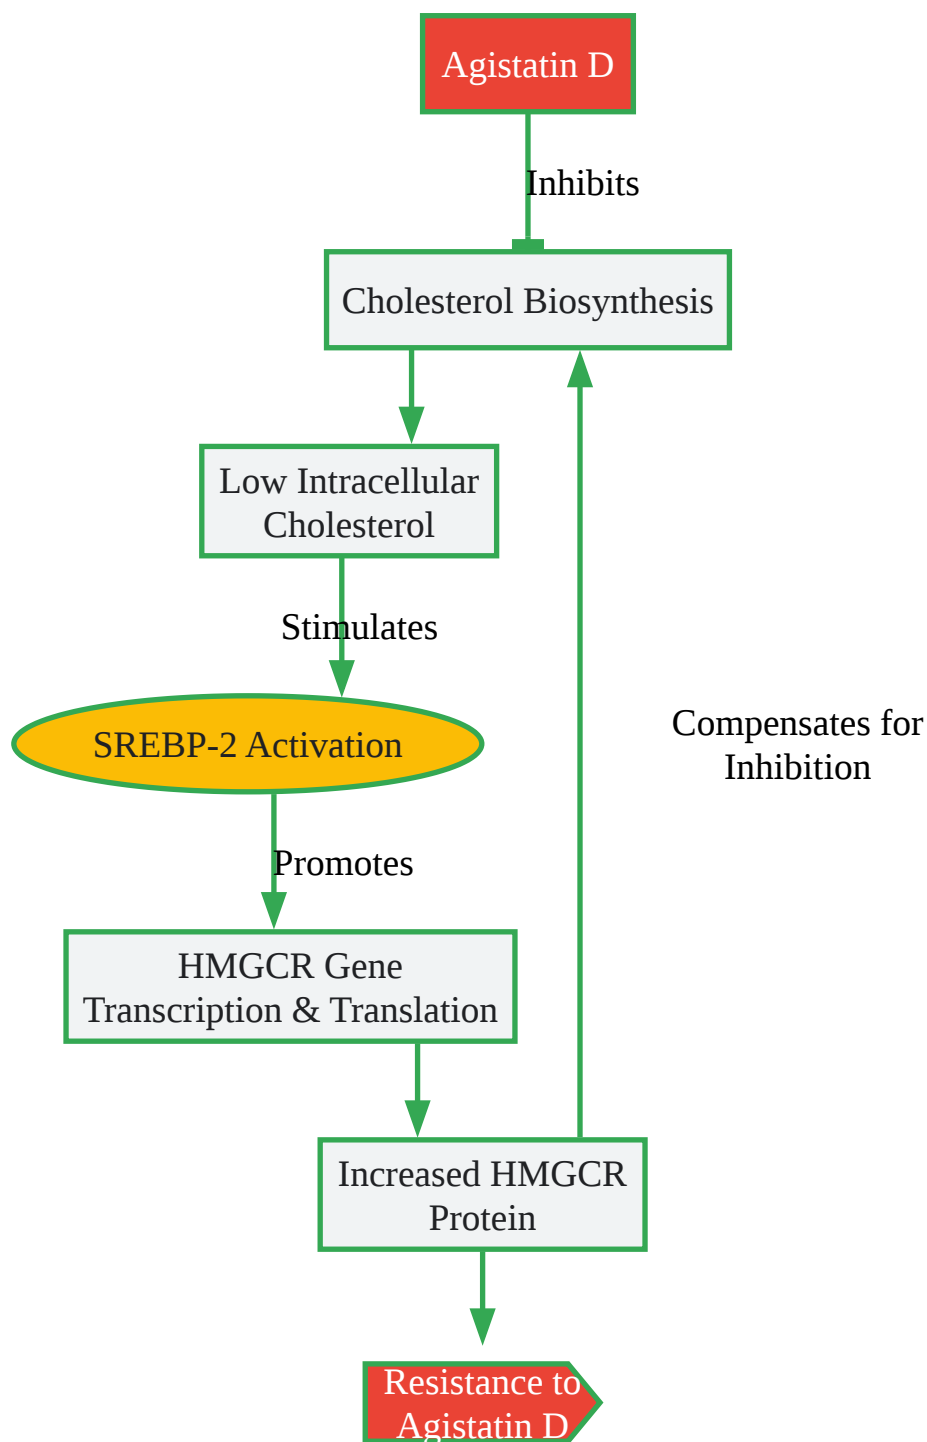 Agistatin D
Inhibits
Cholesterol Biosynthesis
Low Intracellular
Cholesterol
Stimulates
SREBP-2 Activation
Compensates for
Inhibition
Promotes
HMGCR Gene
Transcription & Translation
Increased HMGCR
Protein
Resistance to
Agistatin D